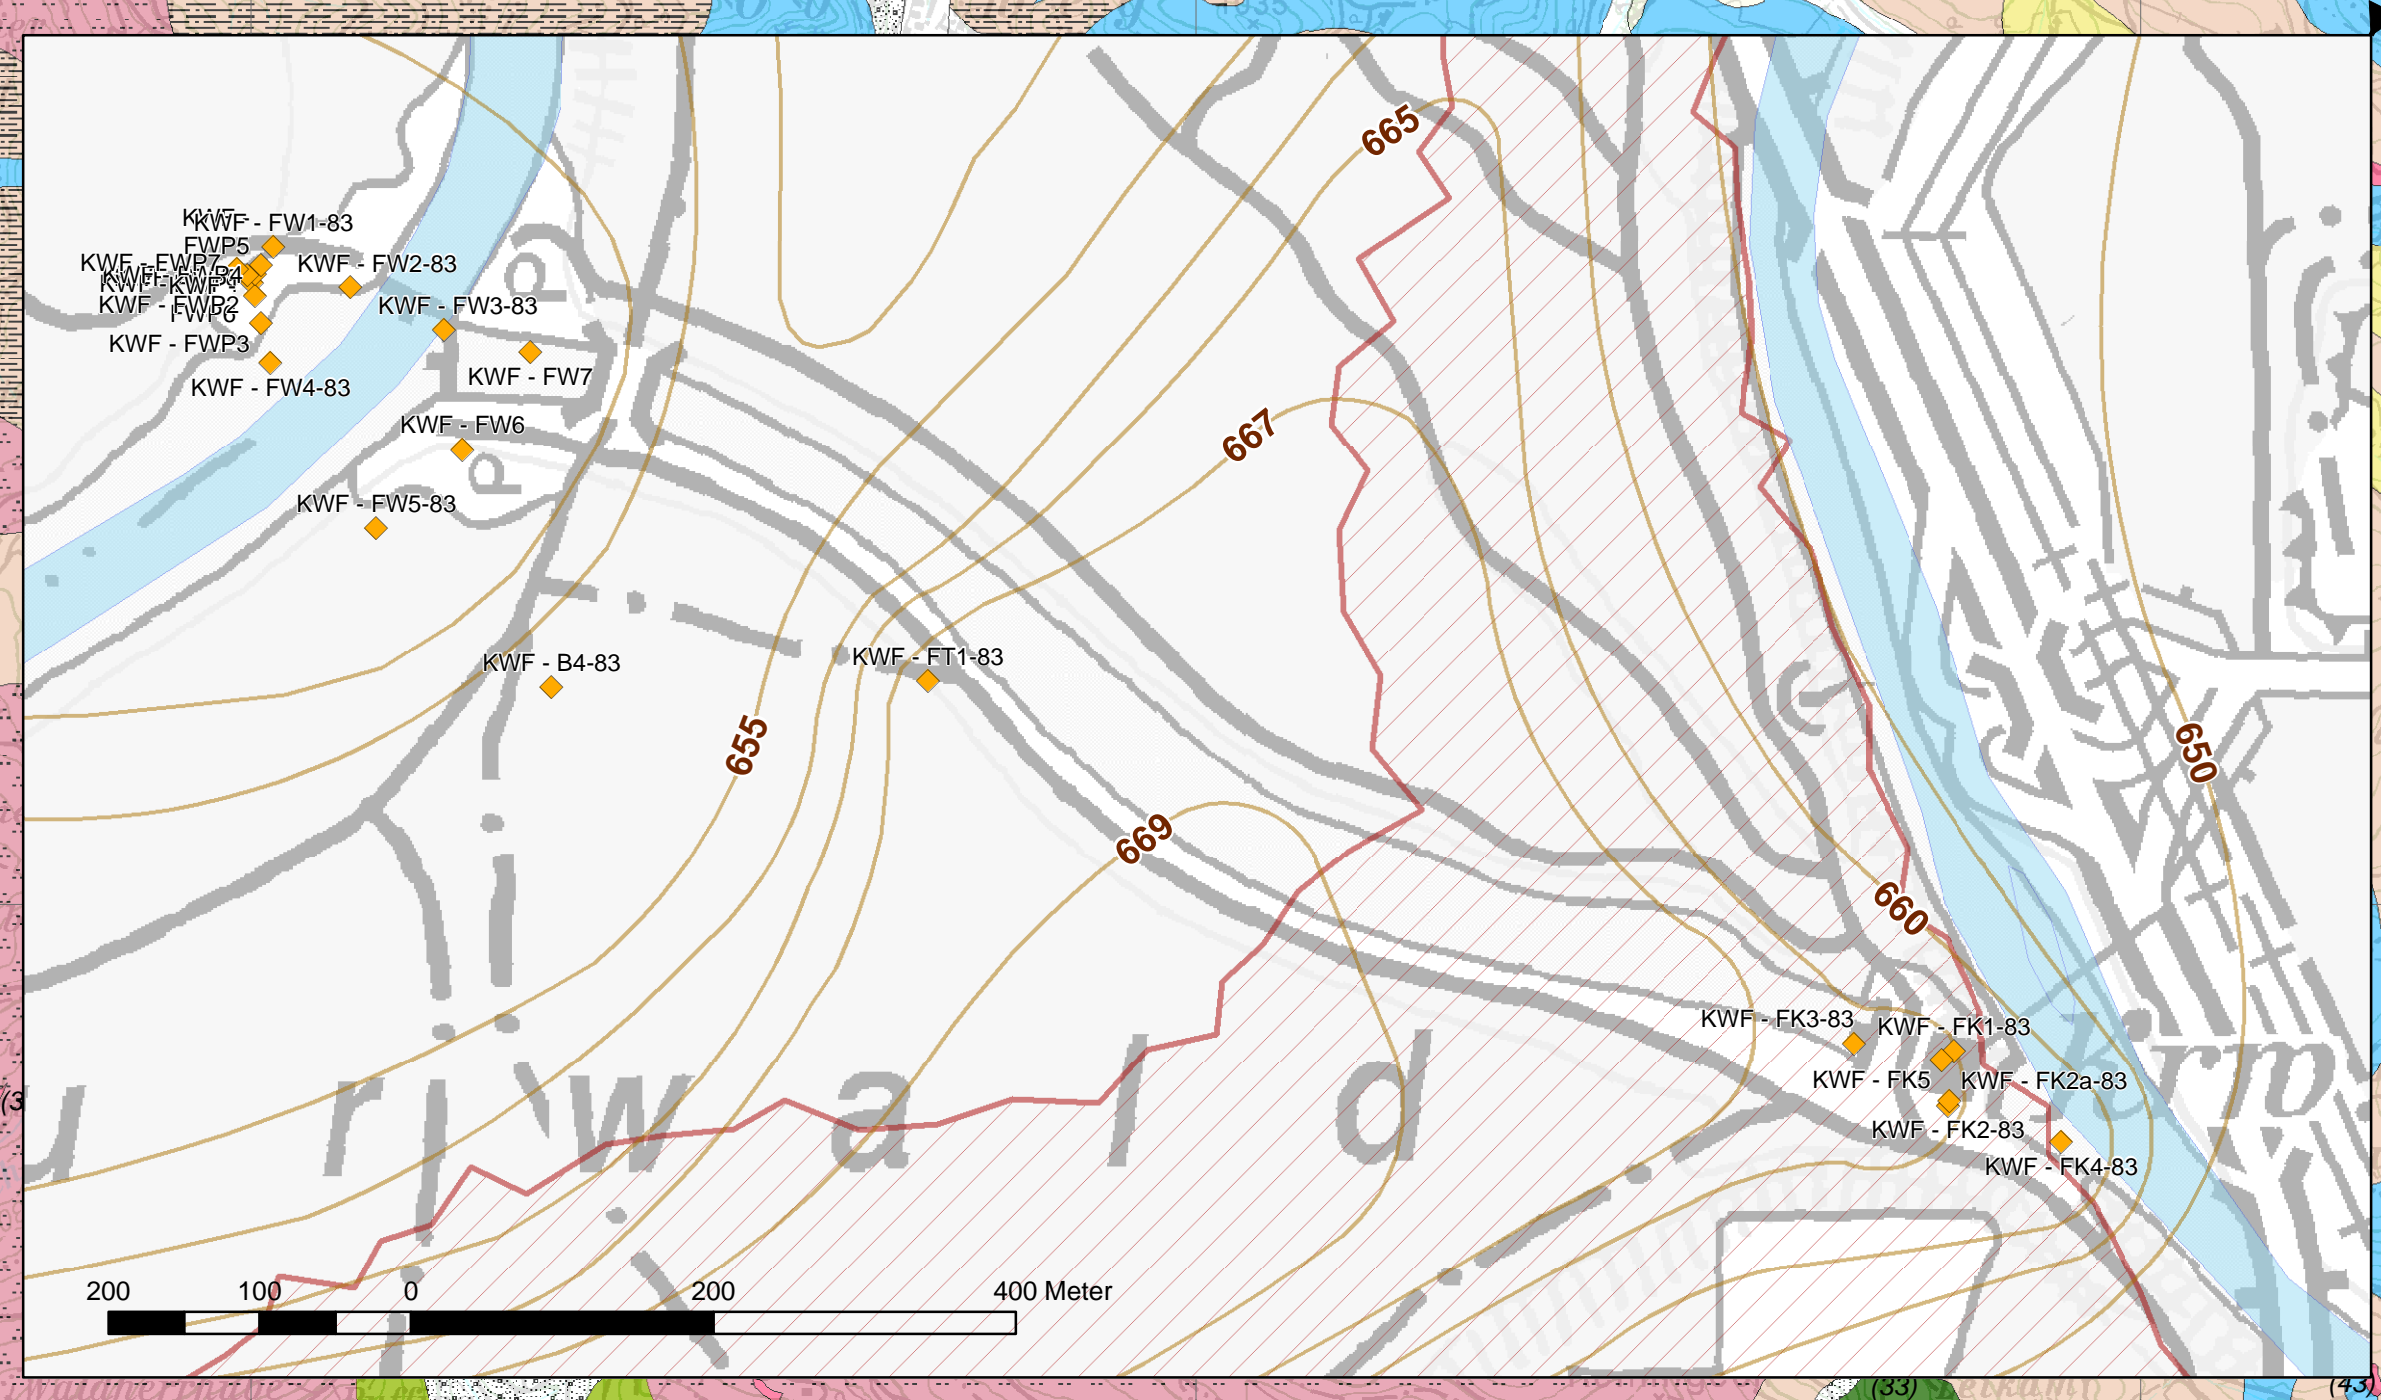 665
KWF -
KWF - FW1-83
FWP5
KWF - FWP7
KWF - FW2-83
KWF - FW3-83
KWF - FWP2
FWP6
KWF - FWP3
KWF - FW7
KWF - FW4-83
KWF - FW6
667
KWF - FW5-83
P
P
KWF - FT1-83
KWF - B4-83
655
650
669
660
KWF - FK3-83
KWF - FK1-83
KWF - FK5
KWF - FK2a-83
KWF - FK2-83
KWF - FK4-83
u r w a l d
200 100 0 200 400 Meter
(33)
(43)